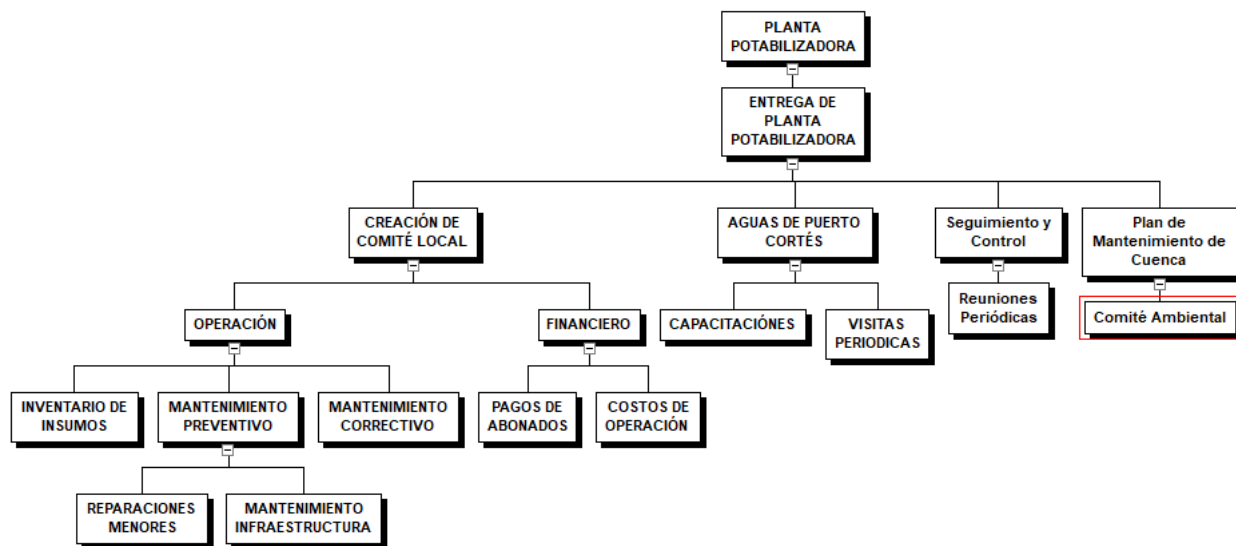 PLANTA
POTABILIZADORA
ENTREGA DE
PLANTA
POTABILIZADORA
CREACIÓN DE
COMITÉ LOCAL
AGUAS DE PUERTO
CORTÉS
Seguimiento y
Control
Plan de
Mantenimiento de
Cuenca
OPERACIÓN
FINANCIERO
CAPACITACIÓNES
VISITAS
PERIODICAS
Reuniones
Periódicas
Comité Ambiental
INVENTARIO DE
INSUMOS
MANTENIMIENTO
PREVENTIVO
MANTENIMIENTO
CORRECTIVO
PAGOS DE
ABONADOS
COSTOS DE
OPERACIÓN
REPARACIONES
MENORES
MANTENIMIENTO
INFRAESTRUCTURA